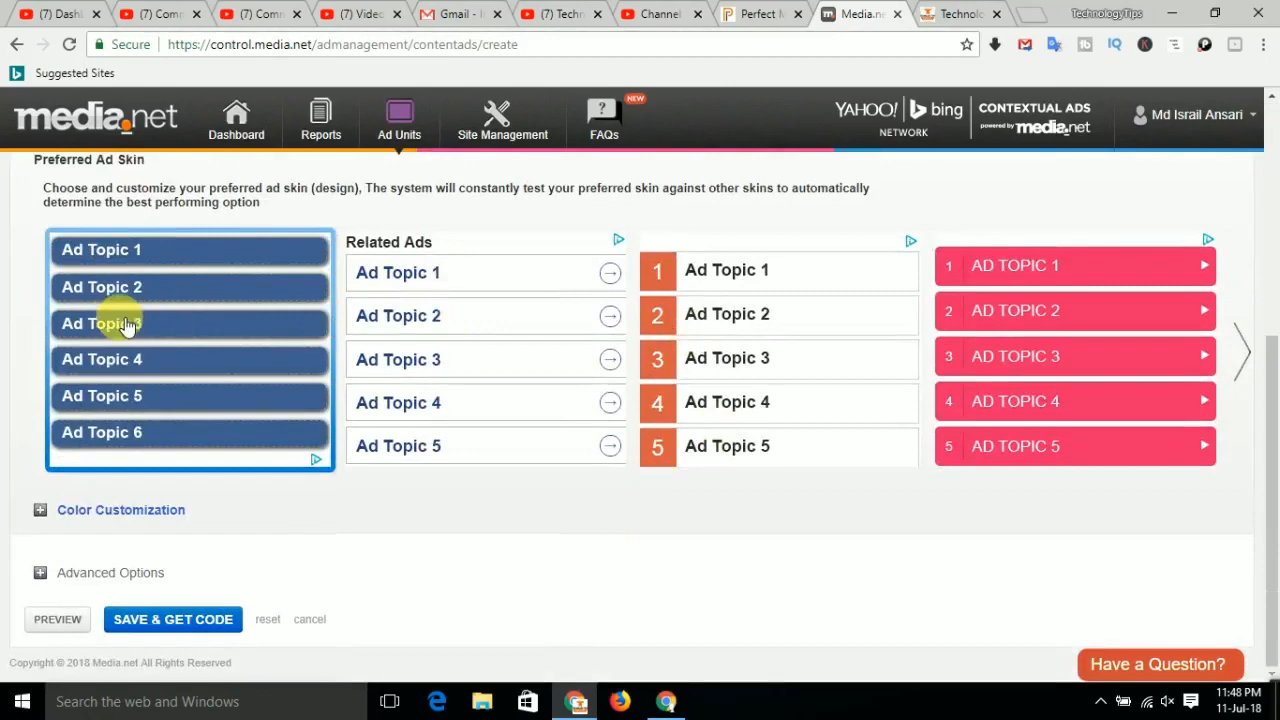 (7) Dash
(7) Comm
(7) Comm
(7) Video
Gmail - I
(7) Techn
Channel
Perfect M
Media.ne
Technolo
TechnologyTips
Secure
https://control.media.net/admanagement/contentads/create
Suggested Sites
media.net
Dashboard
Reports
Ad Units
Site Management
?
NEW
FAQs
YAHOO! bing
NETWORK
CONTEXTUAL ADS
powered by media.net
Md Israil Ansari
Preferred Ad Skin
Choose and customize your preferred ad skin (design), The system will constantly test your preferred skin against other skins to automatically
determine the best performing option
Ad Topic 1
Ad Topic 2
Ad Topic 3
Ad Topic 4
Ad Topic 5
Ad Topic 6
Related Ads
Ad Topic 1
Ad Topic 2
Ad Topic 3
Ad Topic 4
Ad Topic 5
1 Ad Topic 1
2 Ad Topic 2
3 Ad Topic 3
4 Ad Topic 4
5 Ad Topic 5
1 AD TOPIC 1
2 AD TOPIC 2
3 AD TOPIC 3
4 AD TOPIC 4
5 AD TOPIC 5
Color Customization
Advanced Options
PREVIEW
SAVE & GET CODE
reset
cancel
Copyright © 2018 Media.net All Rights Reserved
Have a Question?
Search the web and Windows
11:48 PM
11-Jul-18